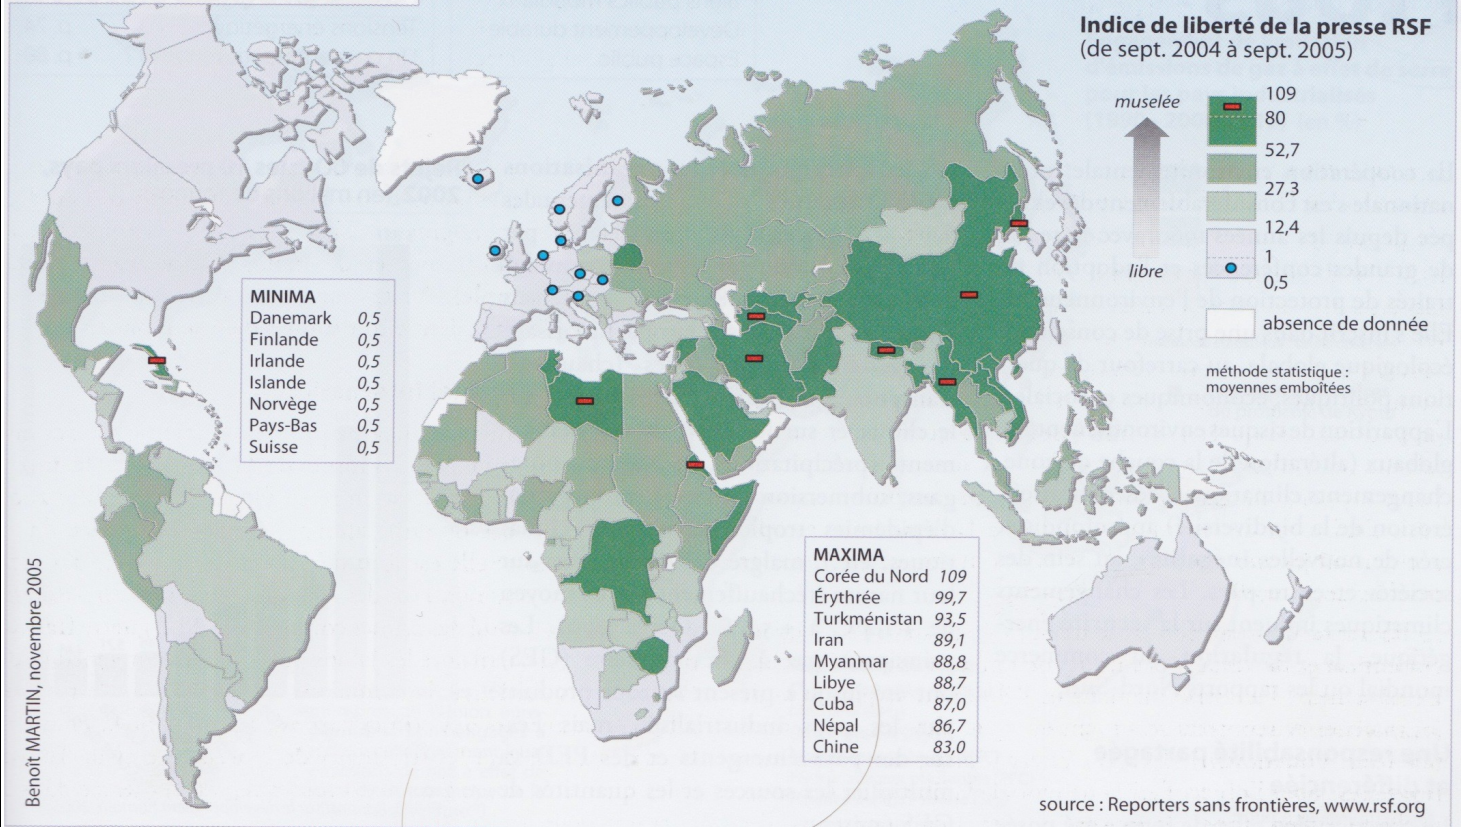 Indice de liberté de la presse RSF
(de sept. 2004 à sept. 2005)
muselée
libre
109
80
52,7
27,3
12,4
1
0,5
absence de donnée
méthode statistique :
moyennes emboîtées
MINIMA
Danemark 0,5
Finlande 0,5
Irlande 0,5
Islande 0,5
Norvège 0,5
Pays-Bas 0,5
Suisse 0,5
MAXIMA
Corée du Nord 109
Érythrée 99,7
Turkménistan 93,5
Iran 89,1
Myanmar 88,8
Libye 88,7
Cuba 87,0
Népal 86,7
Chine 83,0
Benoît MARTIN, novembre 2005
source : Reporters sans frontières, www.rsf.org